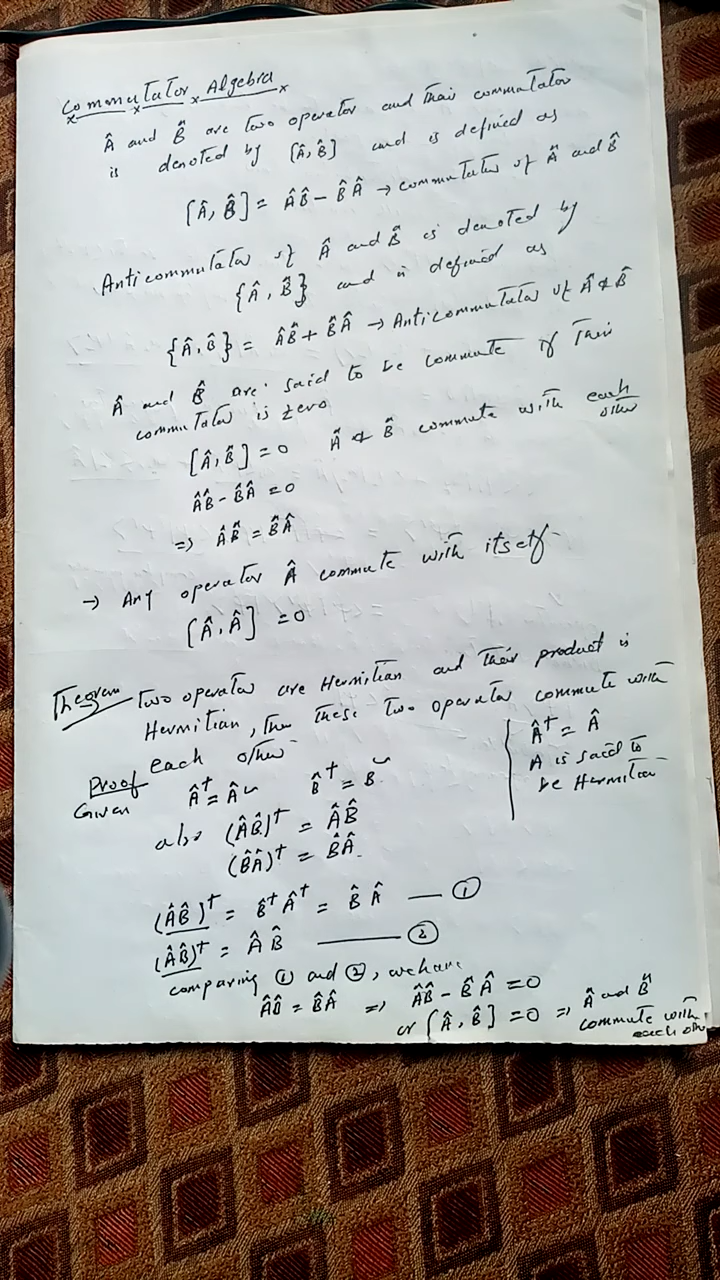 Commutator Algebra
Â and B̂ are two operator and their commutator
is denoted by [Â, B̂] and is defined as
[Â, B̂] = ÂB̂ - B̂Â → commutator of Â and B̂
Anticommutator of Â and B̂ is denoted by
{Â, B̂} and is defined as
{Â, B̂} = ÂB̂ + B̂Â → Anticommutator of Â & B̂
Â and B̂ are said to be commute if their
commutator is zero
[Â, B̂] = 0 Â & B̂ commute with each other
ÂB̂ - B̂Â = 0
=> ÂB̂ = B̂Â
→ Any operator Â commute with itself
[Â, Â] = 0
Theorem Two operator are Hermitian and their product is
Hermitian, then these two operator commute with
each other
Â† = Â
A is said to
be Hermitian
Proof
Given Â† = Â B̂† = B
also (ÂB̂)† = ÂB̂
(B̂Â)† = B̂Â.
(ÂB̂)† = B̂†Â† = B̂Â — ①
(ÂB̂)† = ÂB̂ — ②
comparing ① and ②, we have
ÂB̂ = B̂Â => ÂB̂ - B̂Â = 0
or [Â, B̂] = 0 => Â and B̂
commute with
each other